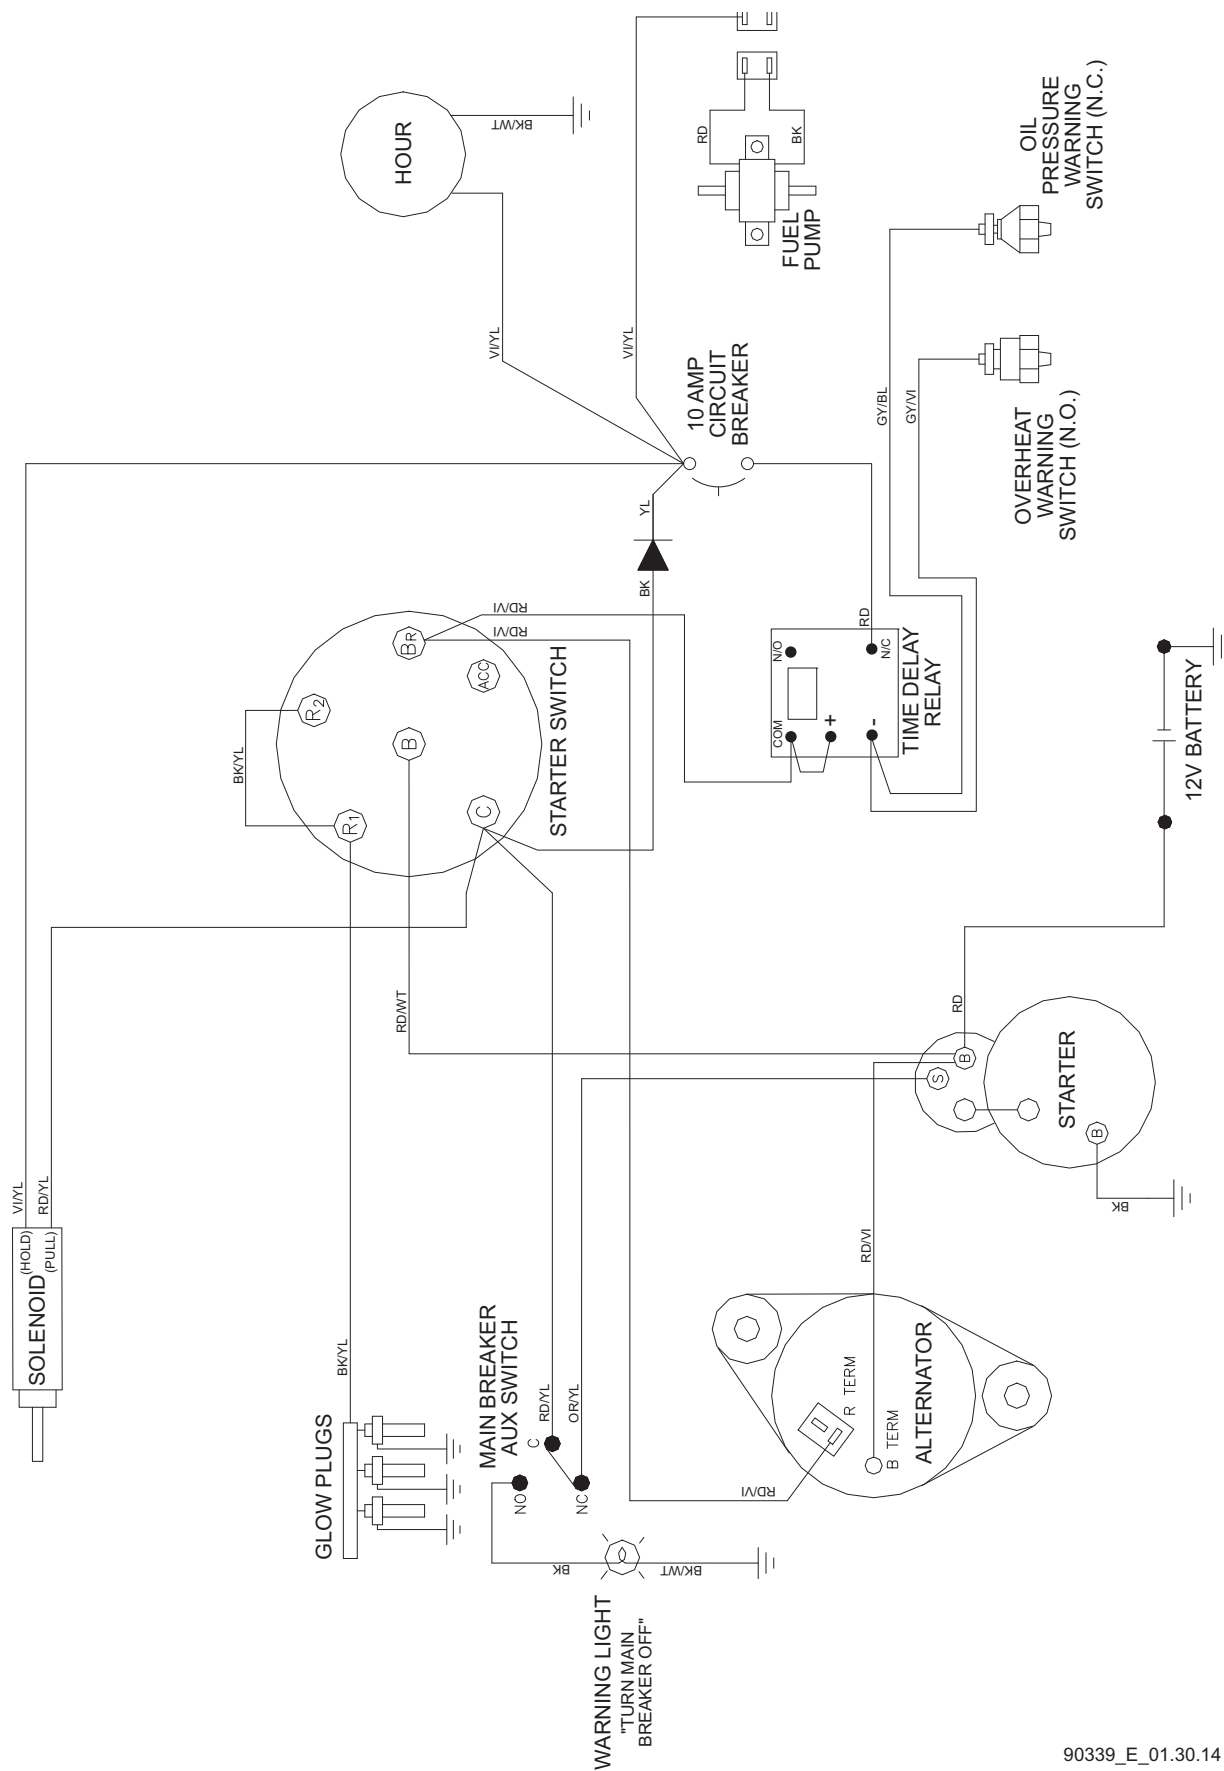 SOLENOID
(HOLD)
(PULL)
VI/YL
RD/YL
GLOW PLUGS
BK/YL
BK/YL
R1
R2
B
BR
C
ACC
STARTER SWITCH
RD/WT
RD/VI
RD/VI
HOUR
BK/WT
VI/YL
VI/YL
RD
BK
FUEL
PUMP
10 AMP
CIRCUIT
BREAKER
YL
BK
OIL
PRESSURE
WARNING
SWITCH (N.C.)
OVERHEAT
WARNING
SWITCH (N.O.)
GY/BL
GY/VI
RD
COM
N/O
N/C
+
-
TIME DELAY
RELAY
12V BATTERY
RD
S
B
B
STARTER
BK
RD/VI
ALTERNATOR
R TERM
B TERM
RD/VI
MAIN BREAKER
AUX SWITCH
C
NO
NC
RD/YL
OR/YL
BK
BK/WT
WARNING LIGHT
"TURN MAIN
BREAKER OFF"
90339_E_01.30.14